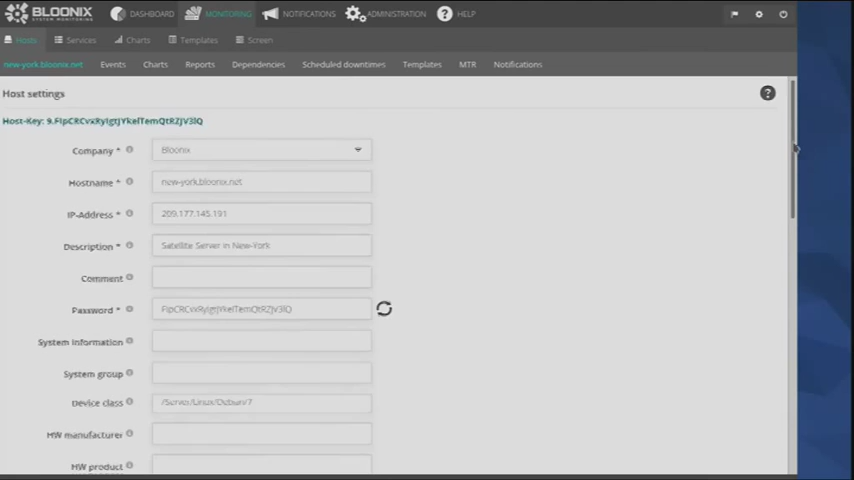 BLOONIX
SYSTEM MONITORING
DASHBOARD
MONITORING
NOTIFICATIONS
ADMINISTRATION
HELP
Hosts
Services
Charts
Templates
Screen
new-york.bloonix.net
Events
Charts
Reports
Dependencies
Scheduled downtimes
Templates
MTR
Notifications
Host settings
Host-Key:
Company *
Bloonix
Hostname *
new-york.bloonix.net
IP-Address *
209.177.145.191
Description *
Satellite Server in New-York
Comment
Password *
System information
System group
Device class
/Server/Linux/Debian/7
HW manufacturer
HW product